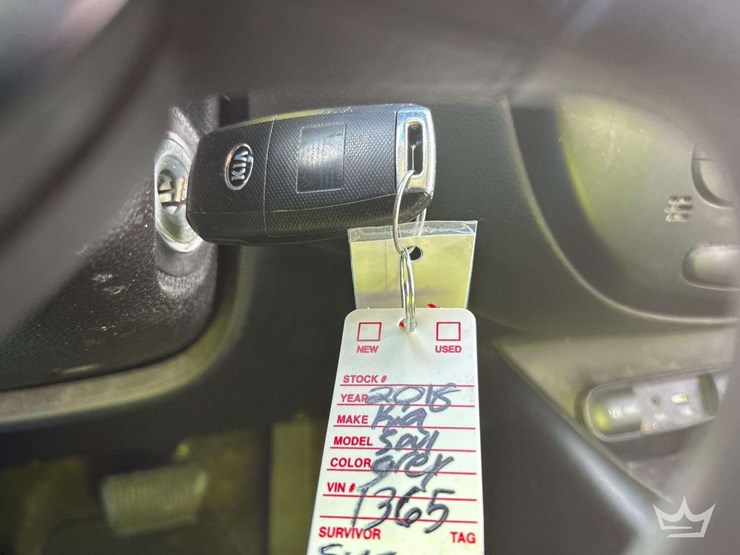 KIA
NEW USED
STOCK #
YEAR 2018
MAKE Kia
MODEL Soul
COLOR grey
VIN # 1365
SURVIVOR TAG